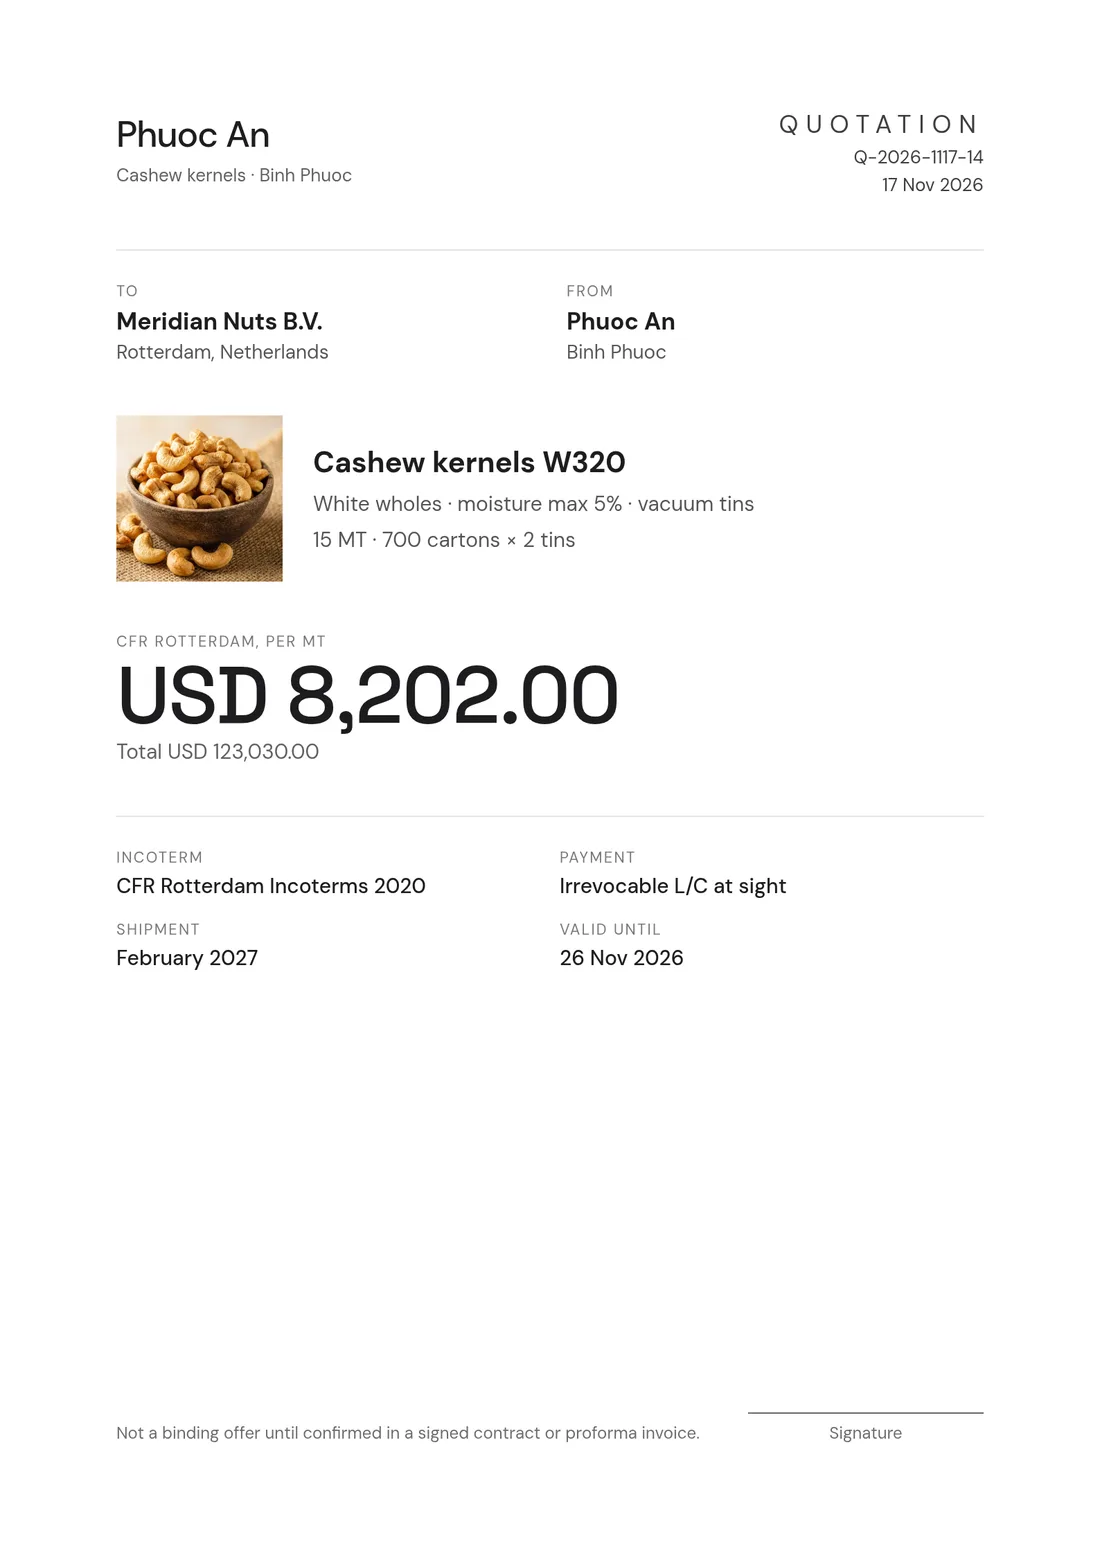 Phuoc An
Cashew kernels · Binh Phuoc
QUOTATION
Q-2026-1117-14
17 Nov 2026
TO
Meridian Nuts B.V.
Rotterdam, Netherlands
FROM
Phuoc An
Binh Phuoc
Cashew kernels W320
White wholes · moisture max 5% · vacuum tins
15 MT · 700 cartons × 2 tins
CFR ROTTERDAM, PER MT
USD 8,202.00
Total USD 123,030.00
INCOTERM
CFR Rotterdam Incoterms 2020
PAYMENT
Irrevocable L/C at sight
SHIPMENT
February 2027
VALID UNTIL
26 Nov 2026
Not a binding offer until confirmed in a signed contract or proforma invoice.
Signature